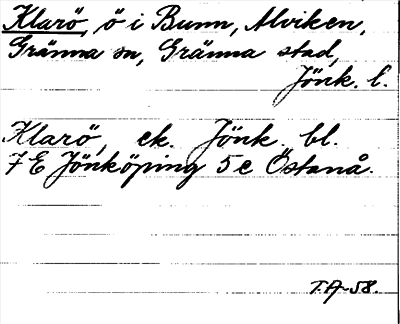 Klarö, ö i Bunn, Alviken,
Gränna sn, Gränna stad,
Jönk. l.
Klarö, ek. Jönk. bl.
7 E Jönköping 5 e Östanå.
T.A-58.